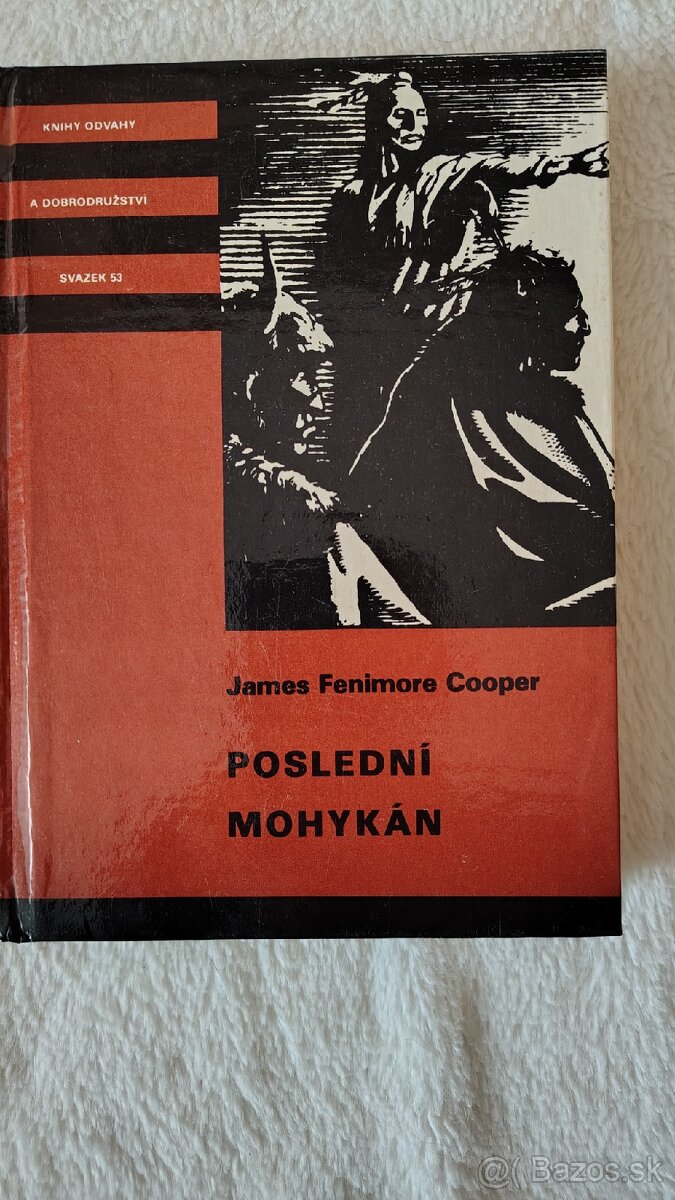 KNIHY ODVAHY
A DOBRODRUŽSTVÍ
SVAZEK 53
James Fenimore Cooper
POSLEDNÍ
MOHYKÁN
@( Bazos.sk